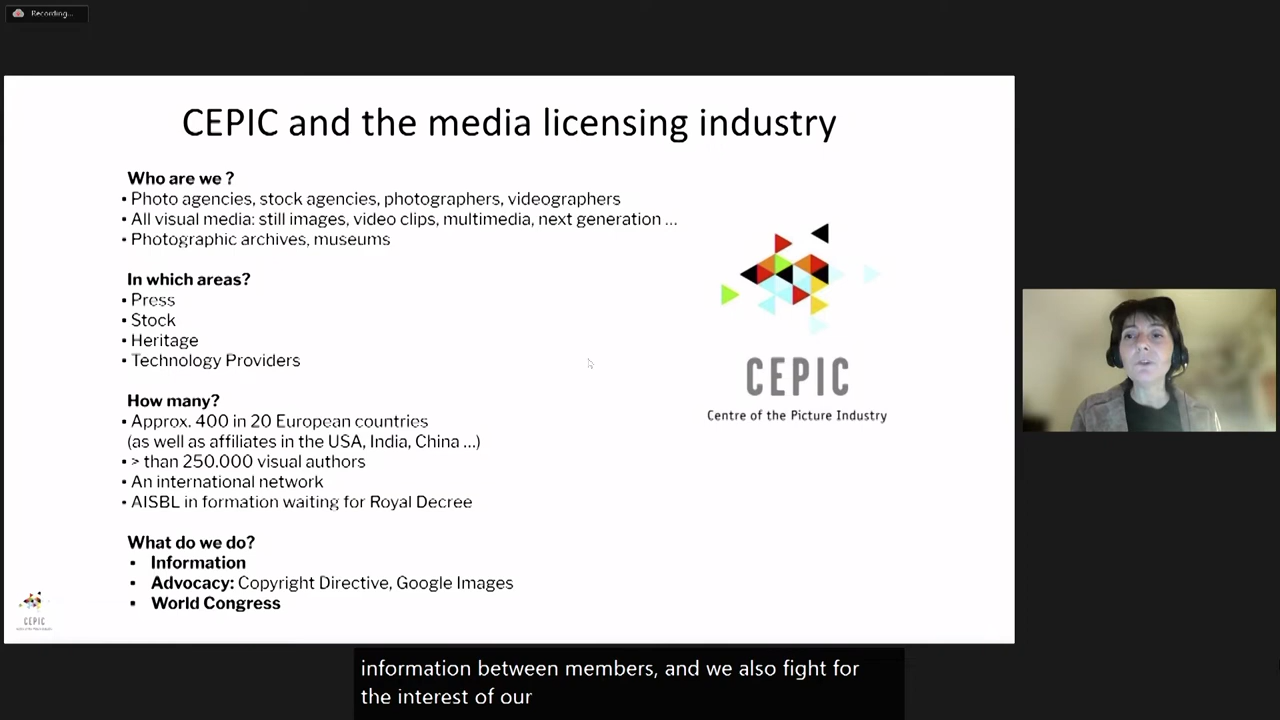 Recording...
CEPIC and the media licensing industry
Who are we ?
▪ Photo agencies, stock agencies, photographers, videographers
▪ All visual media: still images, video clips, multimedia, next generation ...
▪ Photographic archives, museums
In which areas?
▪ Press
▪ Stock
▪ Heritage
▪ Technology Providers
How many?
▪ Approx. 400 in 20 European countries
(as well as affiliates in the USA, India, China ...)
▪ > than 250.000 visual authors
▪ An international network
▪ AISBL in formation waiting for Royal Decree
What do we do?
▪ Information
▪ Advocacy: Copyright Directive, Google Images
▪ World Congress
CEPIC
Centre of the Picture Industry
CEPIC
information between members, and we also fight for
the interest of our